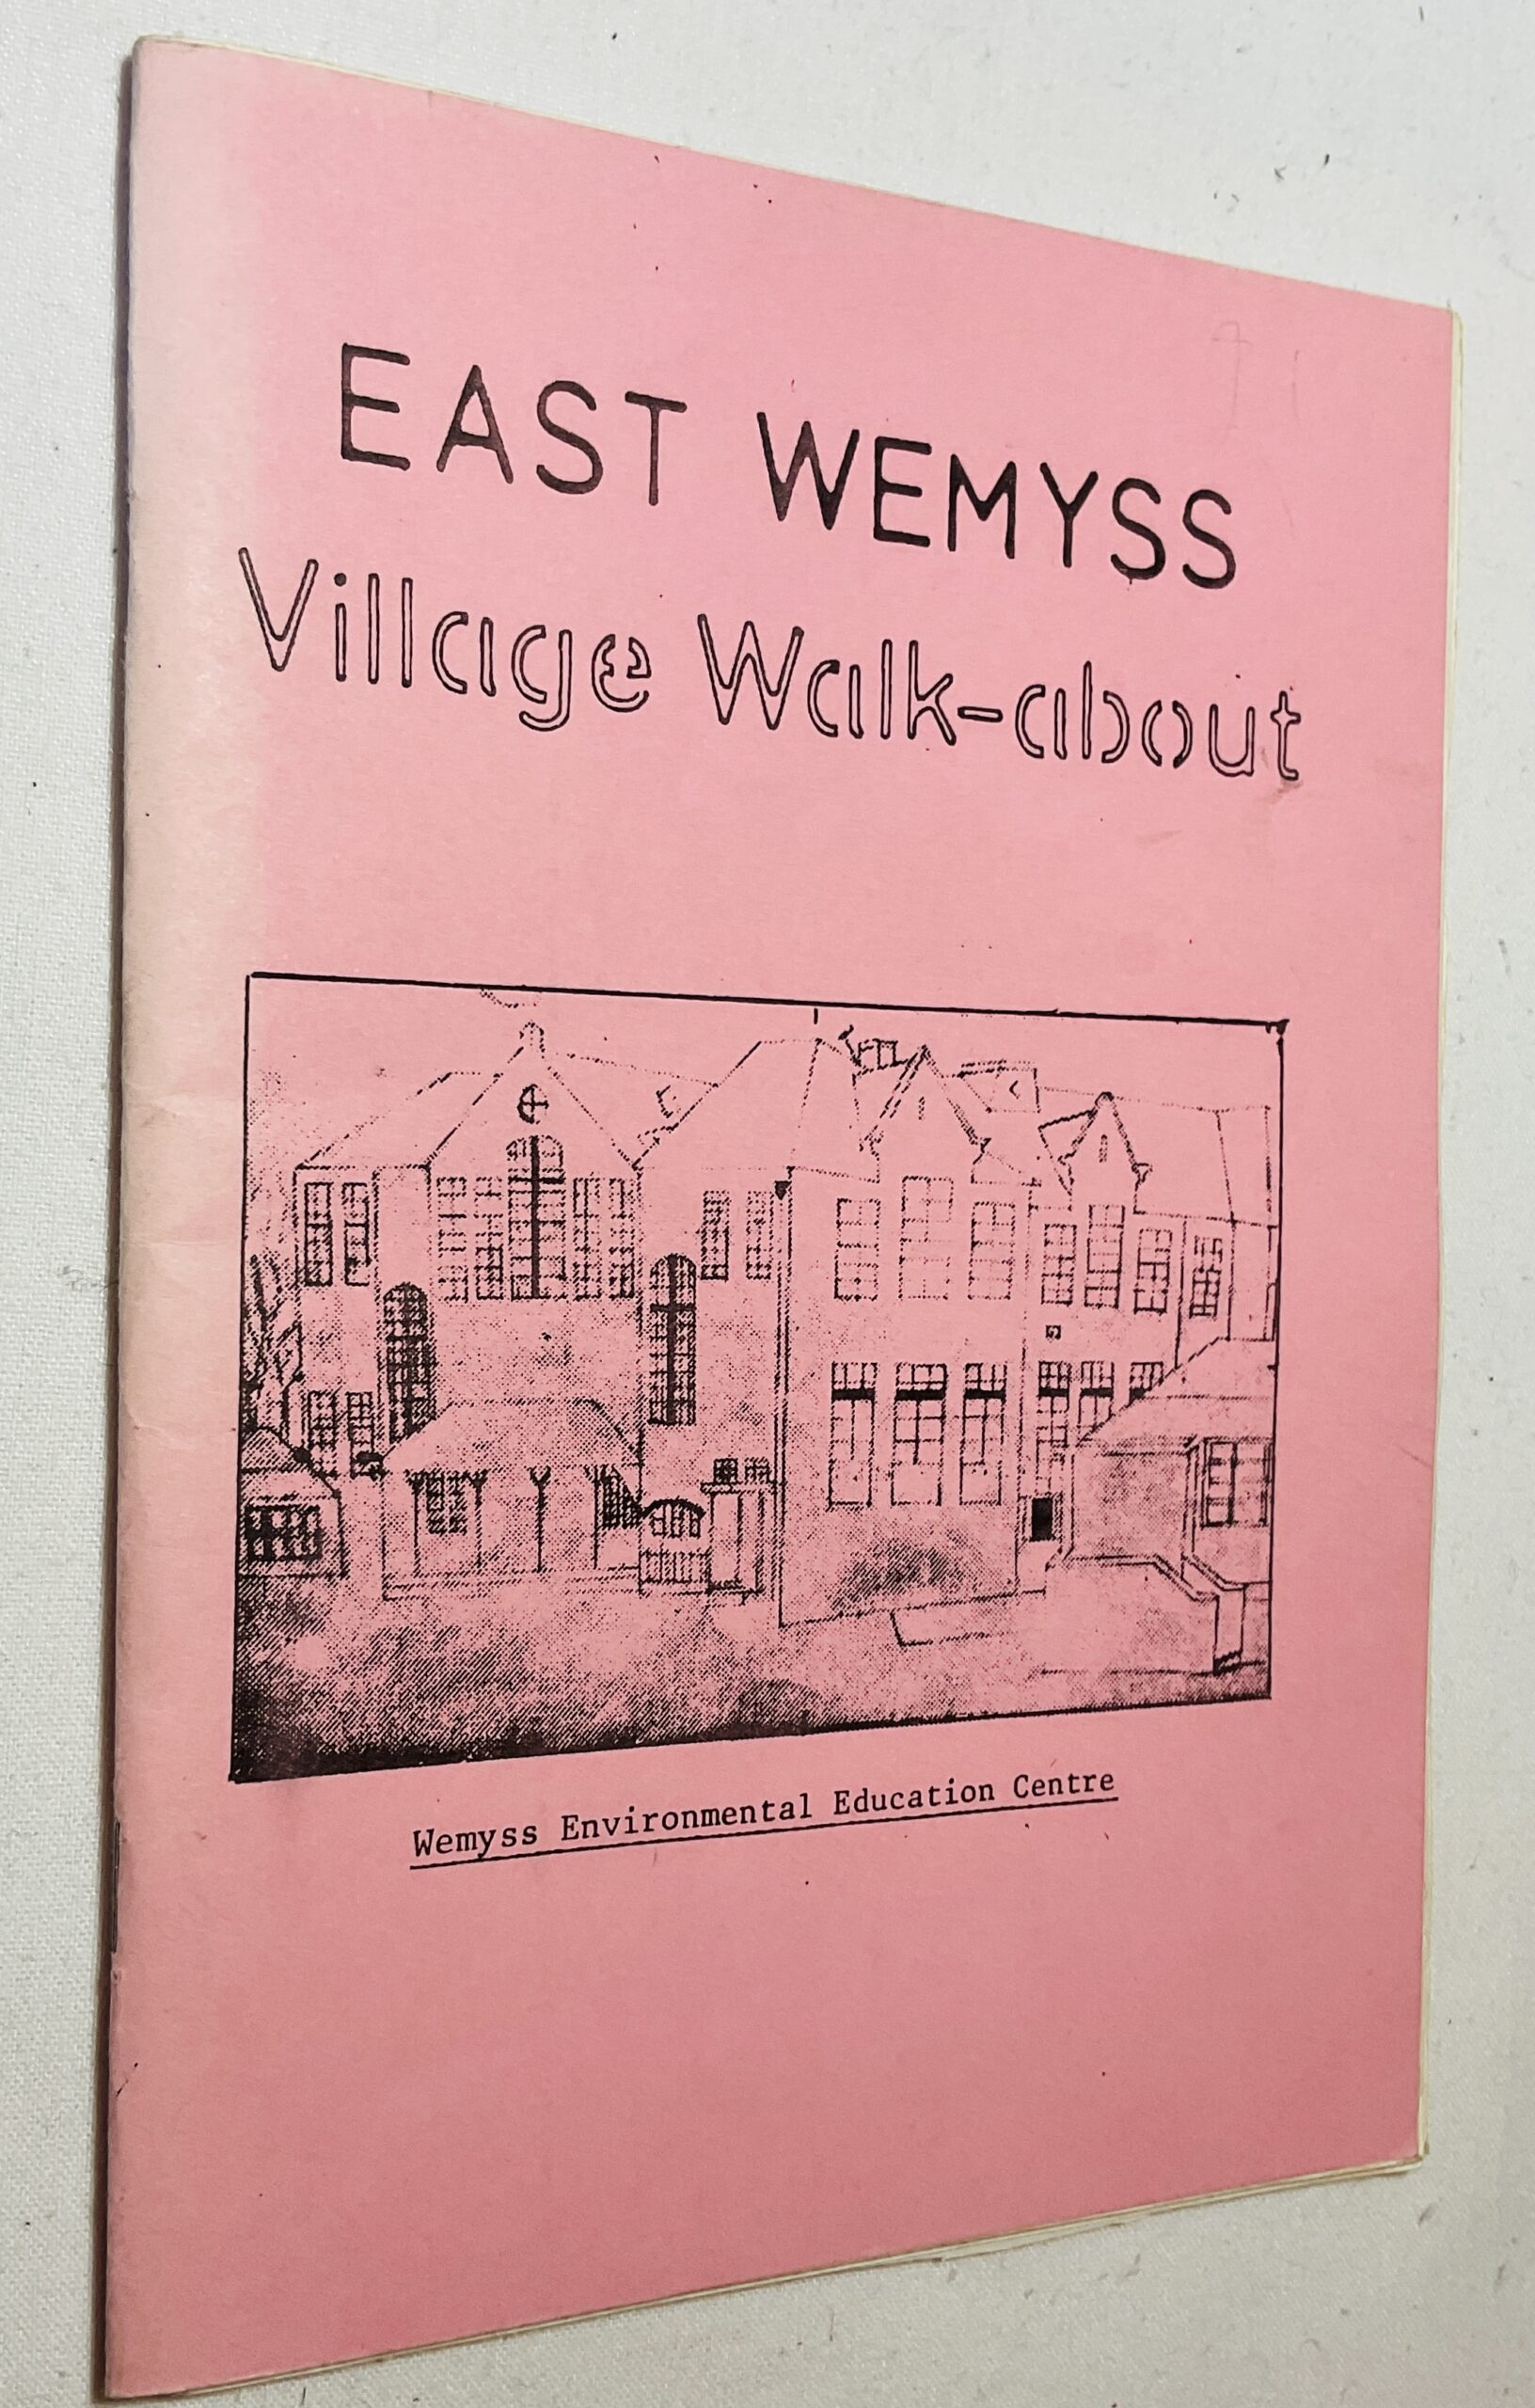 EAST WEMYSS
Village Walk-about
Wemyss Environmental Education Centre